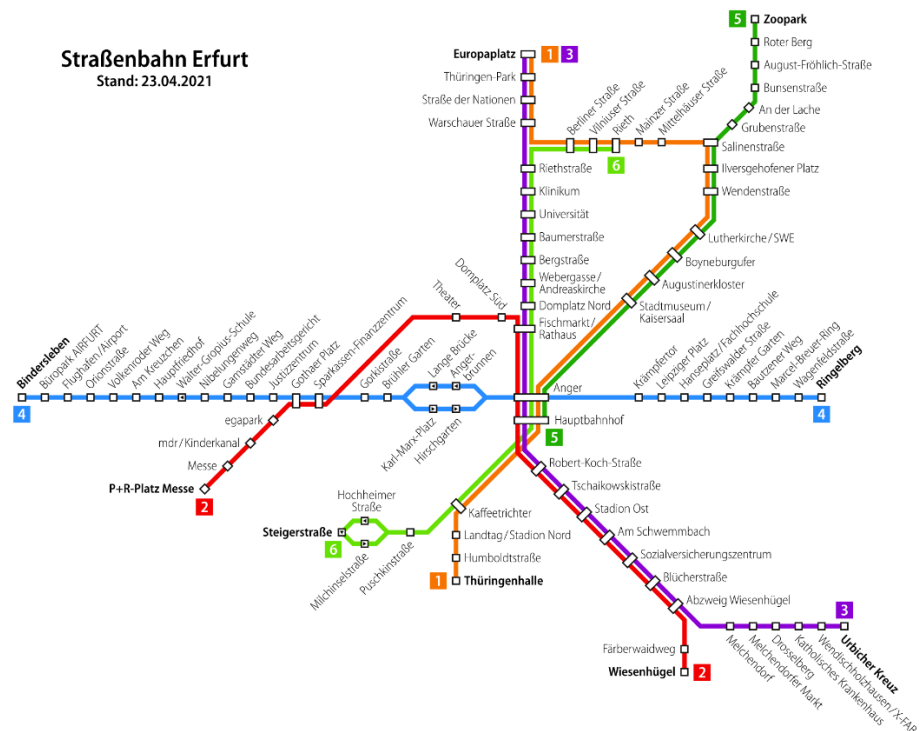 Straßenbahn Erfurt
Stand: 23.04.2021
Europaplatz
1
3
Thüringen-Park
Straße der Nationen
Warschauer Straße
Berliner Straße
Vilniuser Straße
Rieth
Mainzer Straße
Mittelhäuser Straße
6
5
Zoopark
Roter Berg
August-Fröhlich-Straße
Bunsenstraße
An der Lache
Grubenstraße
Salinenstraße
Ilversgehofener Platz
Wendenstraße
Lutherkirche/SWE
Boyneburgufer
Augustinerkloster
Stadtmuseum/
Kaisersaal
Riethstraße
Klinikum
Universität
Baumerstraße
Bergstraße
Webergasse/
Andreaskirche
Domplatz Nord
Fischmarkt/
Rathaus
Domplatz Süd
Theater
Bindersleben
4
Büropark AIRFURT
Flughafen/Airport
Orionstraße
Volkenroder Weg
Am Kreuzchen
Hauptfriedhof
Walter-Gropius-Schule
Nibelungenweg
Gamstädter Weg
Bundesarbeitsgericht
Justizzentrum
Gothaer Platz
Sparkassen-Finanzzentrum
Gorkistraße
Brühler Garten
Lange Brücke
Anger-
brunnen
Karl-Marx-Platz
Hirschgarten
Anger
Krämpfertor
Leipziger Platz
Hanseplatz/Fachhochschule
Greifswalder Straße
Krämpfer Garten
Bautzener Weg
Marcel-Breuer-Ring
Wagenfeldstraße
Ringelberg
4
Hauptbahnhof
5
egapark
mdr/Kinderkanal
Messe
P+R-Platz Messe
2
Hochheimer
Straße
Steigerstraße
6
Milchinselstraße
Puschkinstraße
Kaffeetrichter
Landtag/Stadion Nord
Humboldtstraße
1
Thüringenhalle
Robert-Koch-Straße
Tschaikowskistraße
Stadion Ost
Am Schwemmbach
Sozialversicherungszentrum
Blücherstraße
Abzweig Wiesenhügel
Färberwaidweg
Wiesenhügel
2
3
Melchendorf
Melchendorfer Markt
Drosselberg
Katholisches Krankenhaus
Wendischholzhausen/X-FAB
Urbicher Kreuz